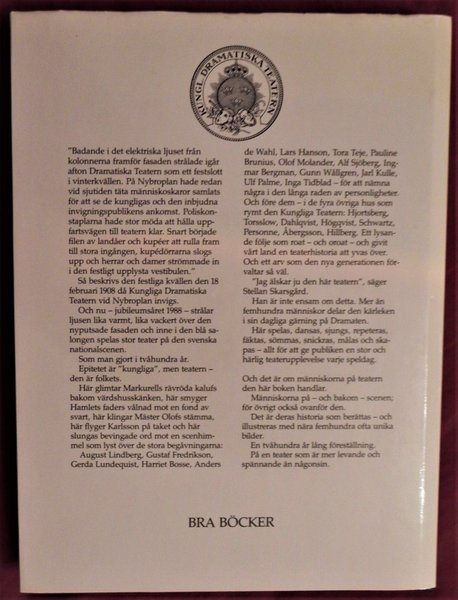 KUNGL. DRAMATISKA TEATERN
"Badande i det elektriska ljuset från
kolonnerna framför fasaden strålade igår
afton Dramatiska Teatern som ett festslott
i vinterkvällen. På Nybroplan hade redan
vid sjutiden täta människoskaror samlats
för att se de kungligas och den inbjudna
invigningspublikens ankomst. Poliskon-
staplarna hade stor möda att hålla upp-
fartsvägen till teatern klar. Snart började
filen av landåer och kupéer att rulla fram
till stora ingången, kupédörrarna slogs
upp och herrar och damer strömmade in
i den festligt upplysta vestibulen."
Så beskrivs den festliga kvällen den 18
februari 1908 då Kungliga Dramatiska
Teatern vid Nybroplan invigs.
Och nu – jubileumsåret 1988 – strålar
ljusen lika varmt, lika vackert över den
nyputsade fasaden och inne i den blå sa-
longen spelas stor teater på den svenska
nationalscenen.
Som man gjort i tvåhundra år.
Epitetet är "kungliga", men teatern –
den är folkets.
Här glimtar Markurells rävröda kalufs
bakom värdshusskänken, här smyger
Hamlets faders vålnad mot en fond av
svart, här klingar Mäster Olofs stämma,
här flyger Karlsson på taket och här
slungas bevingade ord mot en scenhim-
mel som lyst över de stora begåvningarna:
August Lindberg, Gustaf Fredrikson,
Gerda Lundequist, Harriet Bosse, Anders
de Wahl, Lars Hanson, Tora Teje, Pauline
Brunius, Olof Molander, Alf Sjöberg, Ing-
mar Bergman, Gunn Wållgren, Jarl Kulle,
Ulf Palme, Inga Tidblad – för att nämna
några i den långa raden av personligheter.
Och före dem – i de fyra övriga hus som
rymt den Kungliga Teatern: Hjortsberg,
Torsslow, Dahlqvist, Högqvist, Schwartz,
Personne, Åbergsson, Hillberg. Ett lysan-
de följe som roat – och oroat – och givit
vårt land en teaterhistoria att yvas över.
Och ett arv som den nya generationen för-
valtar så väl.
"Jag älskar ju den här teatern", säger
Stellan Skarsgård.
Han är inte ensam om detta. Mer än
femhundra människor delar den kärleken
i sin dagliga gärning på Dramaten.
Här spelas, dansas, sjungs, repeteras,
fäktas, sömmas, snickras, målas och ska-
pas – allt för att ge publiken en stor och
härlig teaterupplevelse varje speldag.
Och det är om människorna på teatern
den här boken handlar.
Människorna på – och bakom – scenen;
för övrigt också ovanför den.
Det är deras historia som berättas – och
illustreras med nära femhundra ofta unika
bilder.
En tvåhundra år lång föreställning.
På en teater som är mer levande och
spännande än någonsin.
BRA BÖCKER